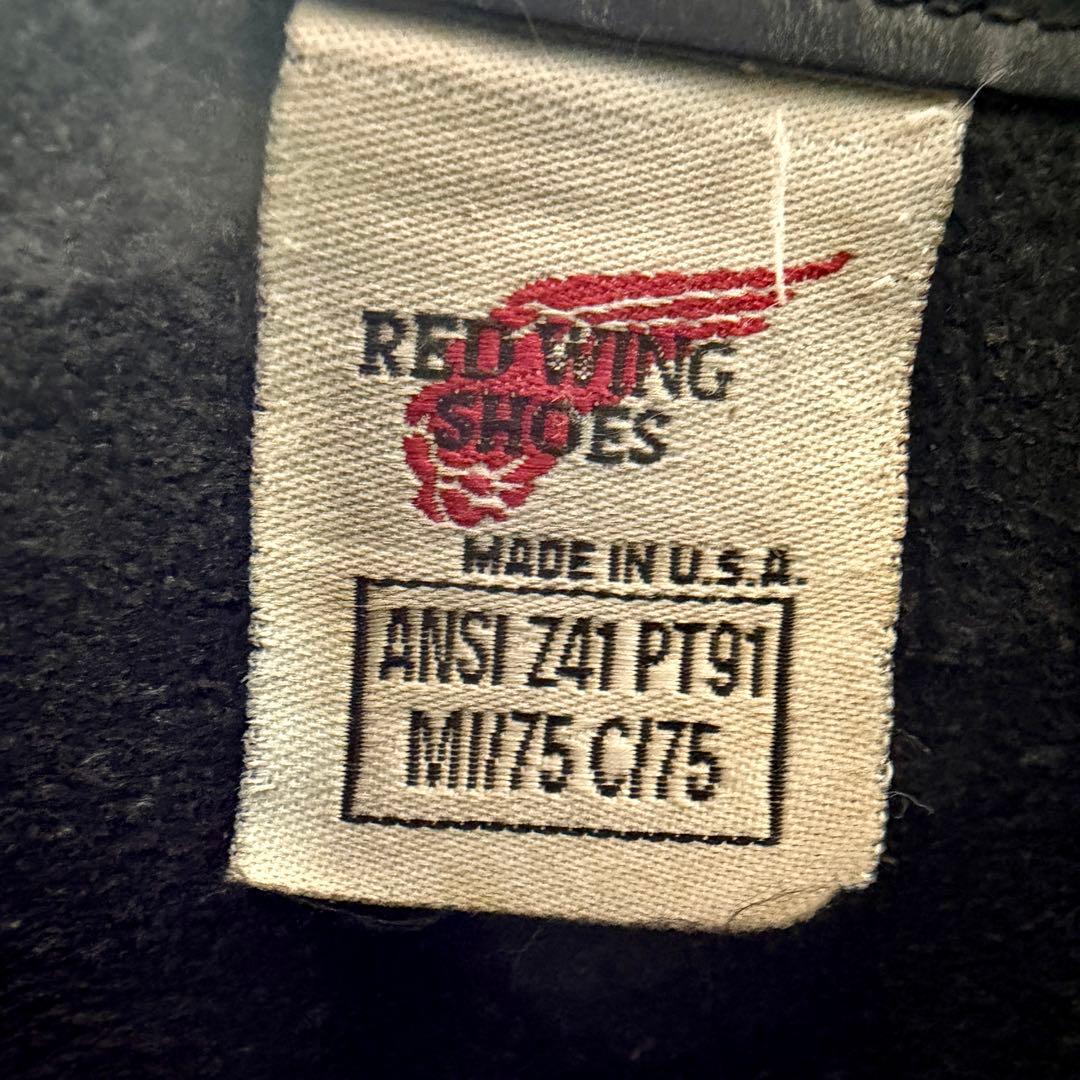 RED WING
SHOES
MADE IN U.S.A.
ANSI Z41 PT91
MI/75 C/75